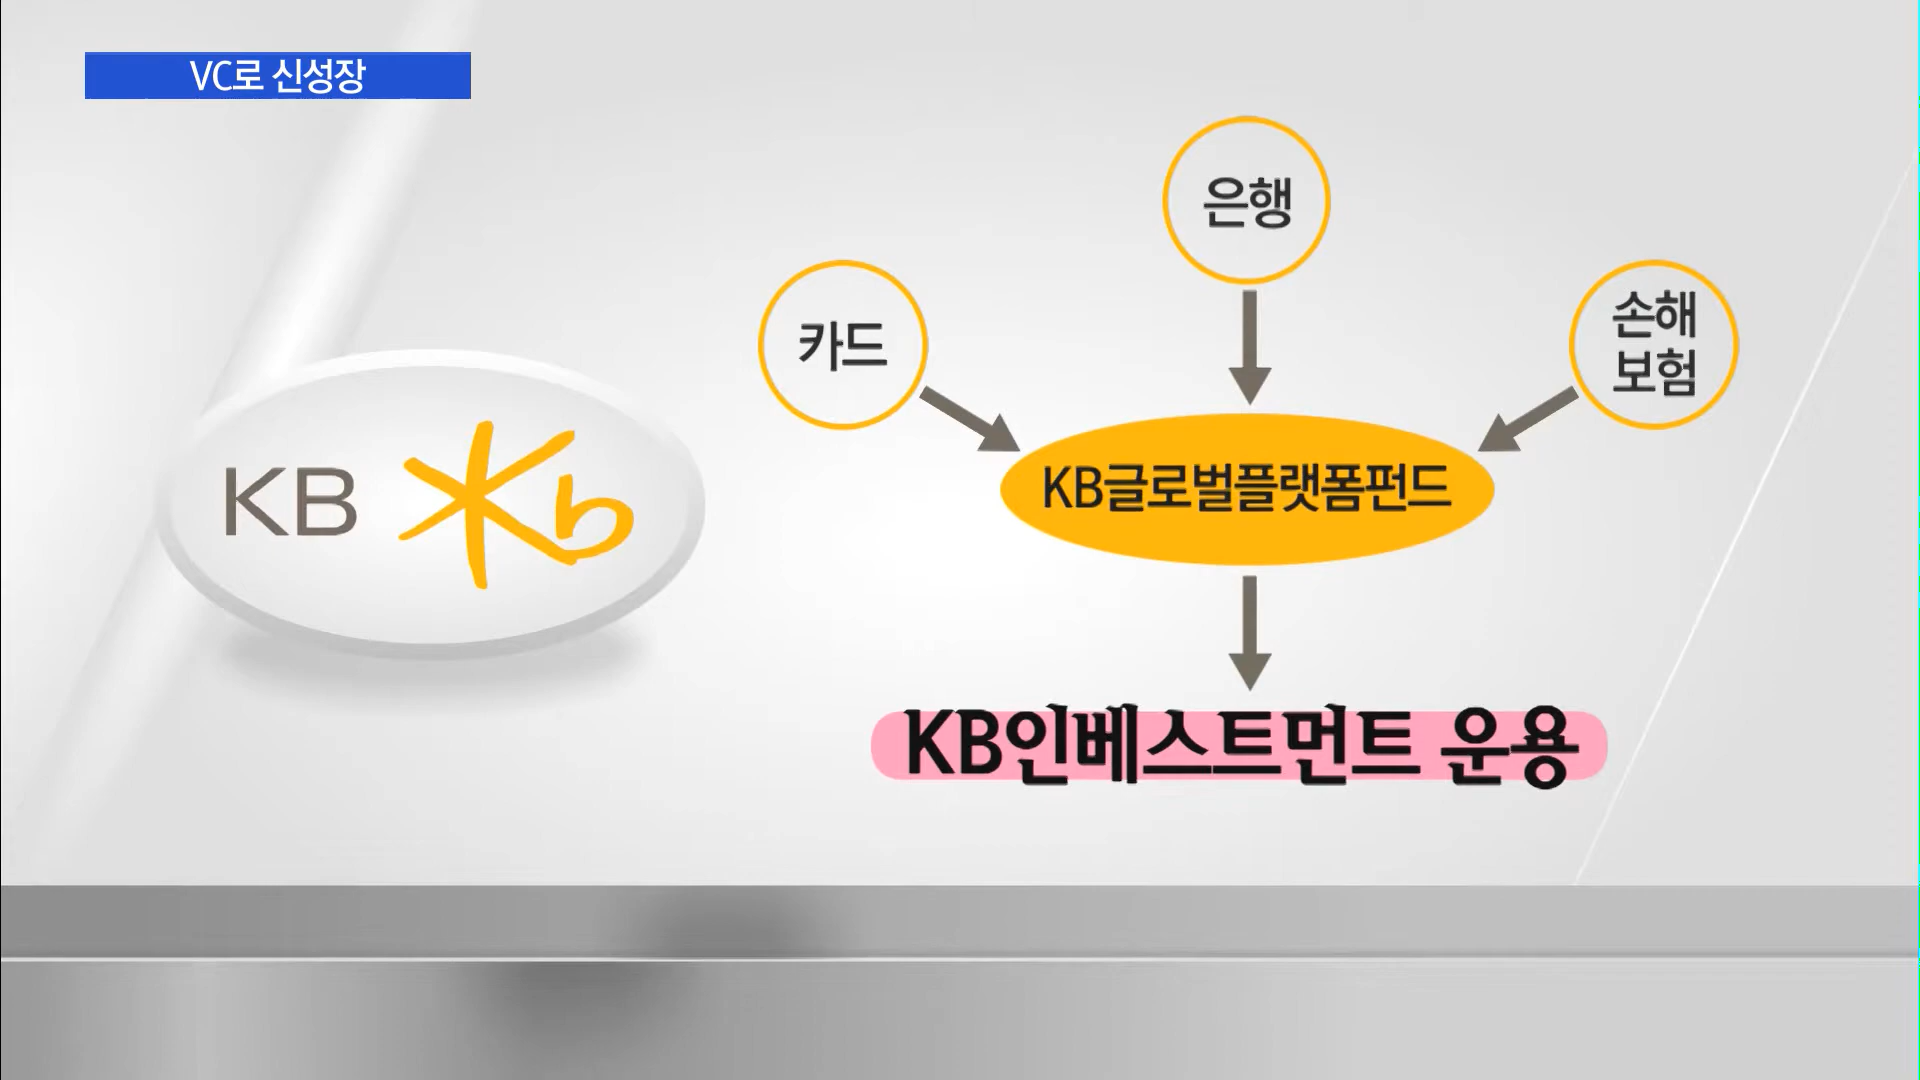 VC로 신성장
은행
카드
손해
보험
KB Kb
KB글로벌플랫폼펀드
KB인베스트먼트 운용